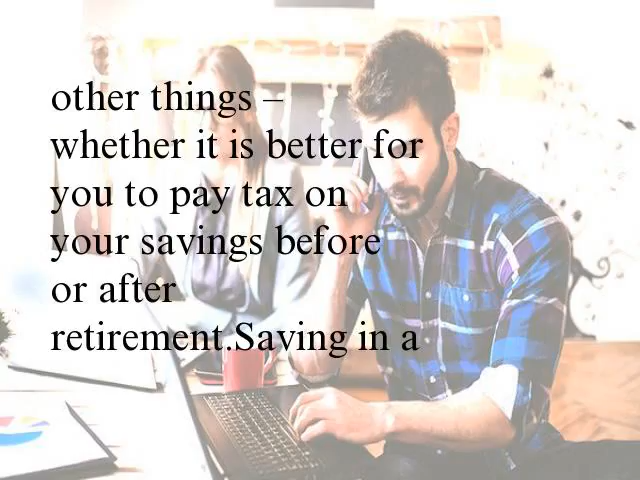 other things –
whether it is better for
you to pay tax on
your savings before
or after
retirement.Saving in a